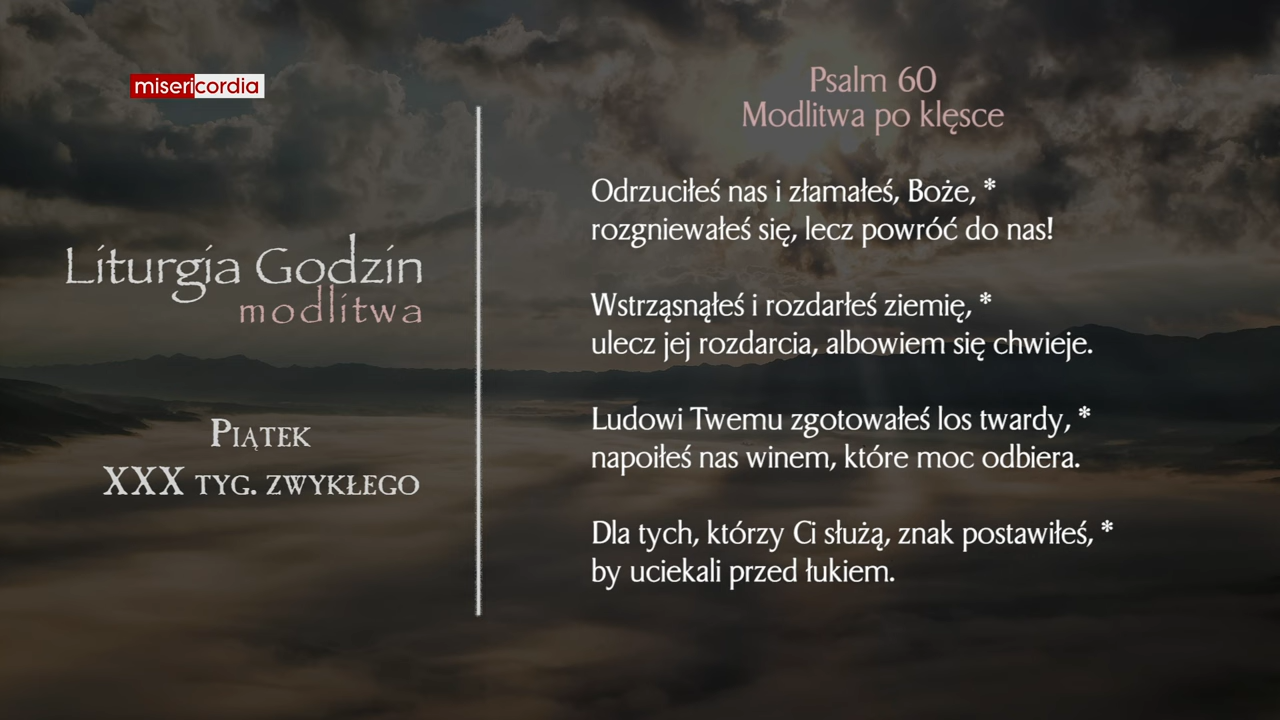 misericordia
Liturgia Godzin
modlitwa
Piątek
XXX tyg. zwykłego
Psalm 60
Modlitwa po klęsce
Odrzuciłeś nas i złamałeś, Boże, *
rozgniewałeś się, lecz powróć do nas!
Wstrząsnąłeś i rozdarłeś ziemię, *
ulecz jej rozdarcia, albowiem się chwieje.
Ludowi Twemu zgotowałeś los twardy, *
napoiłeś nas winem, które moc odbiera.
Dla tych, którzy Ci służą, znak postawiłeś, *
by uciekali przed łukiem.